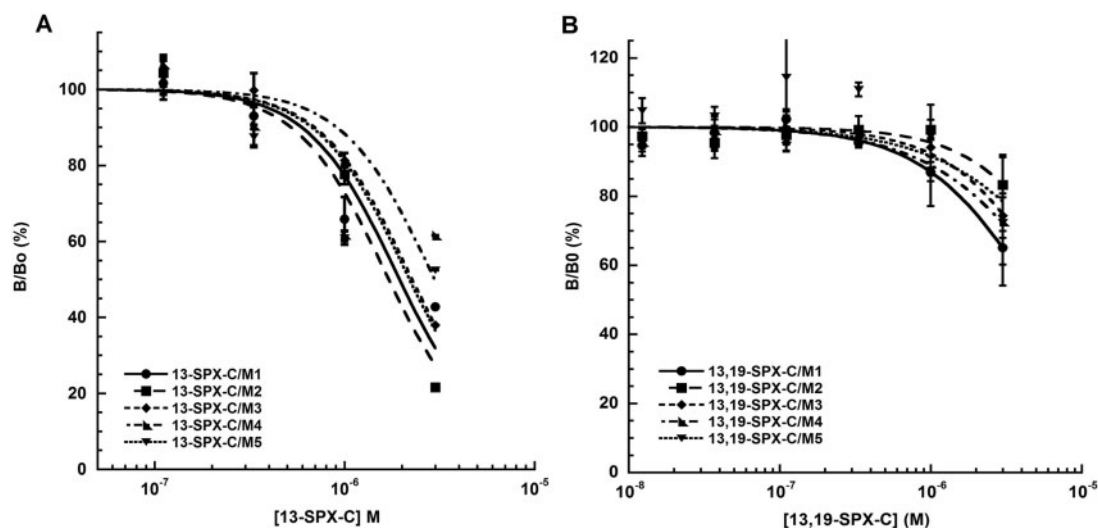 A
100
80
60
40
20
0
B/Bo (%)
13-SPX-C/M1
13-SPX-C/M2
13-SPX-C/M3
13-SPX-C/M4
13-SPX-C/M5
10-7
10-6
10-5
[13-SPX-C] M
B
120
100
80
60
40
20
0
B/B0 (%)
13,19-SPX-C/M1
13,19-SPX-C/M2
13,19-SPX-C/M3
13,19-SPX-C/M4
13,19-SPX-C/M5
10-8
10-7
10-6
10-5
[13,19-SPX-C] (M)